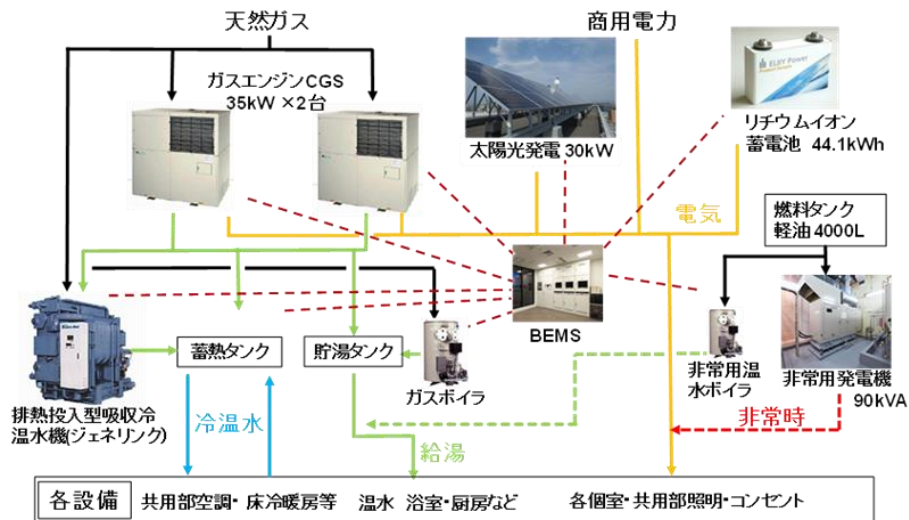 天然ガス
商用電力
ガスエンジンCGS
35kW ×2台
ELIIY Power
太陽光発電 30kW
リチウムイオン
蓄電池 44.1kWh
電気
燃料タンク
軽油 4000L
BEMS
蓄熱タンク
貯湯タンク
ガスボイラ
非常用温
水ボイラ
非常用発電機
90kVA
排熱投入型吸収冷
温水機(ジェネリンク)
冷温水
給湯
非常時
各設備
共用部空調・床冷暖房等
温水 浴室・厨房など
各個室・共用部照明・コンセント